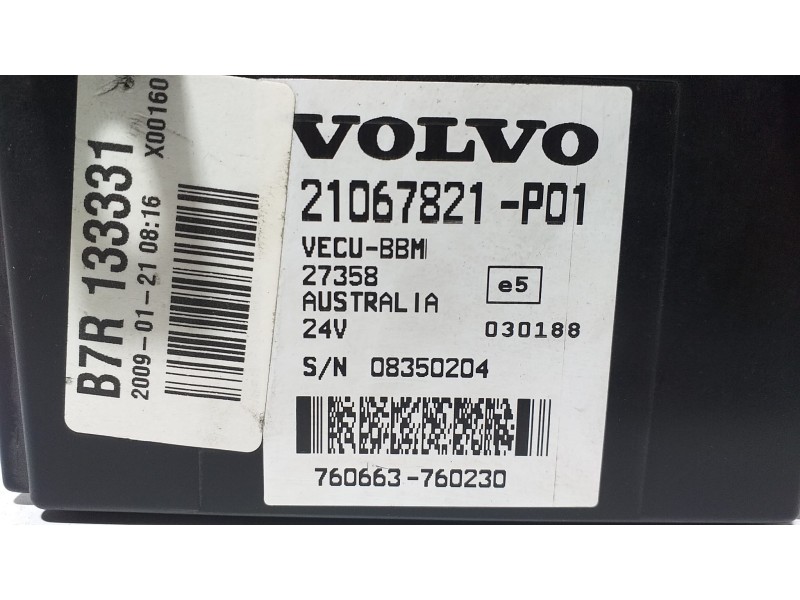 B7R 133331
2009-01-21 08:16 X00160
VOLVO
21067821-P01
VECU-BBM
27358
AUSTRALIA
24V
e5
030188
S/N 08350204
760663-760230